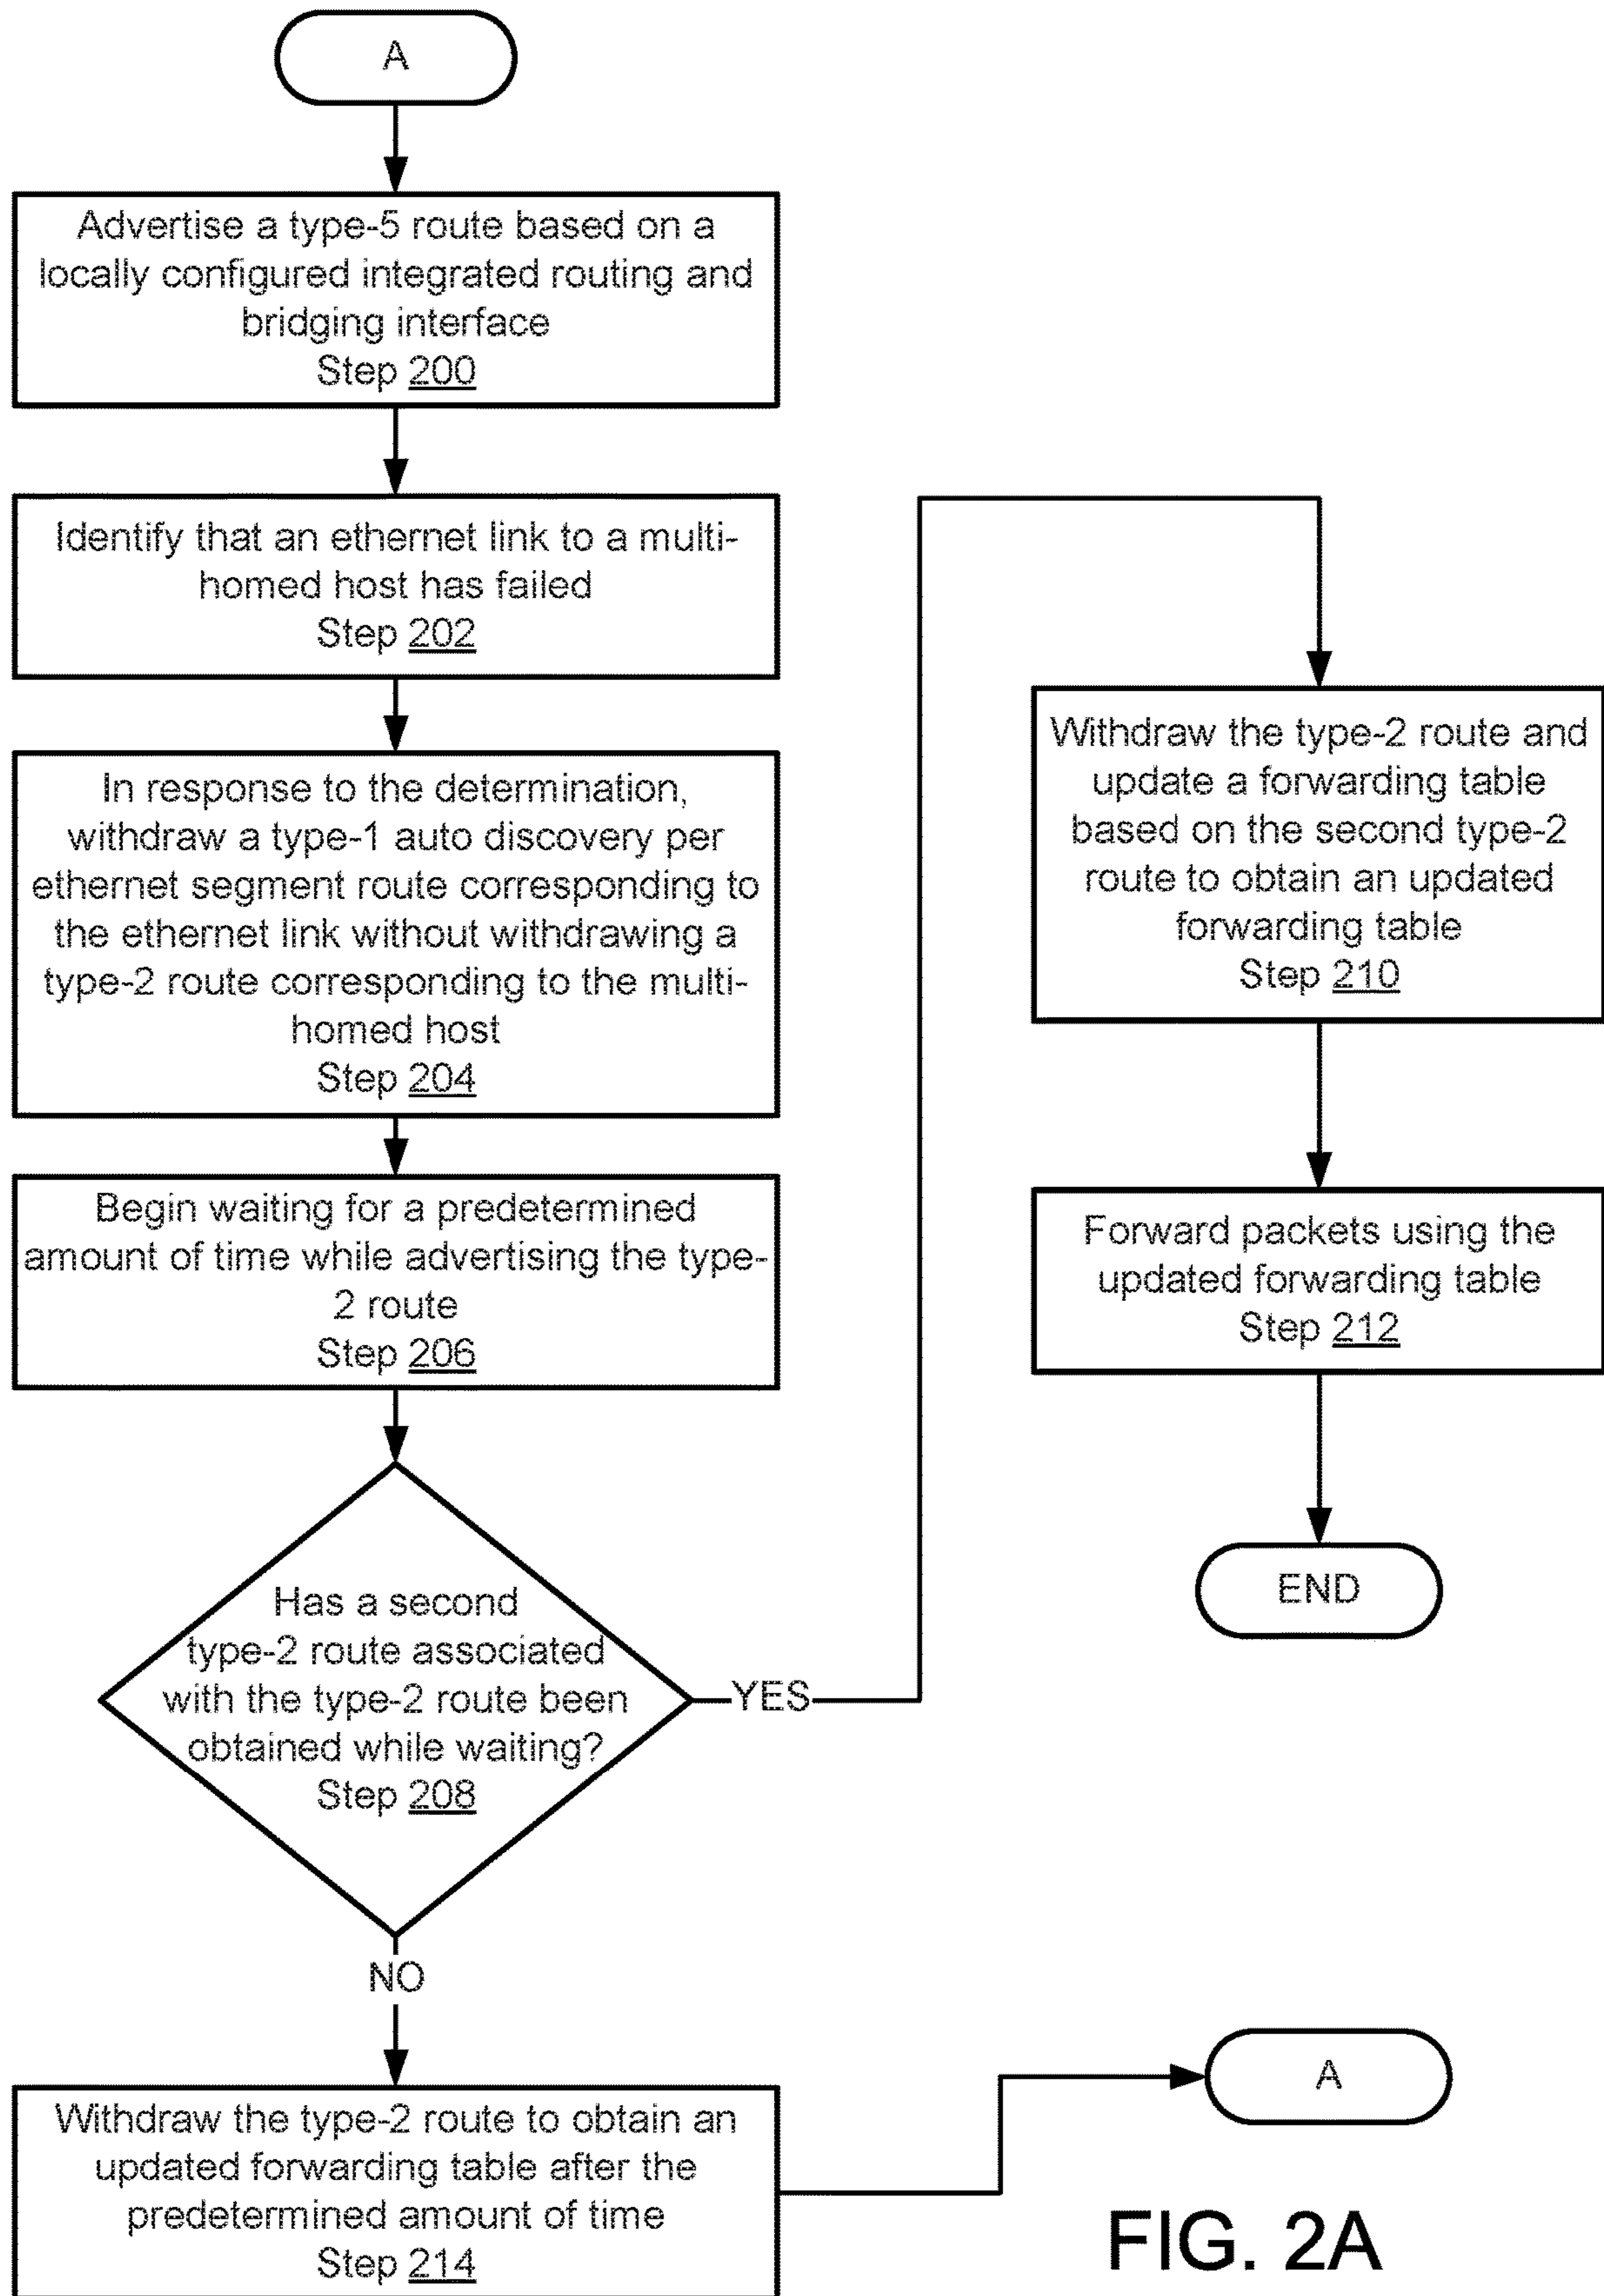 A
Advertise a type-5 route based on a
locally configured integrated routing and
bridging interface
Step 200
Identify that an ethernet link to a multi-
homed host has failed
Step 202
In response to the determination,
withdraw a type-1 auto discovery per
ethernet segment route corresponding to
the ethernet link without withdrawing a
type-2 route corresponding to the multi-
homed host
Step 204
Begin waiting for a predetermined
amount of time while advertising the type-
2 route
Step 206
Has a second
type-2 route associated
with the type-2 route been
obtained while waiting?
Step 208
YES
NO
Withdraw the type-2 route and
update a forwarding table
based on the second type-2
route to obtain an updated
forwarding table
Step 210
Forward packets using the
updated forwarding table
Step 212
END
Withdraw the type-2 route to obtain an
updated forwarding table after the
predetermined amount of time
Step 214
A
FIG. 2A